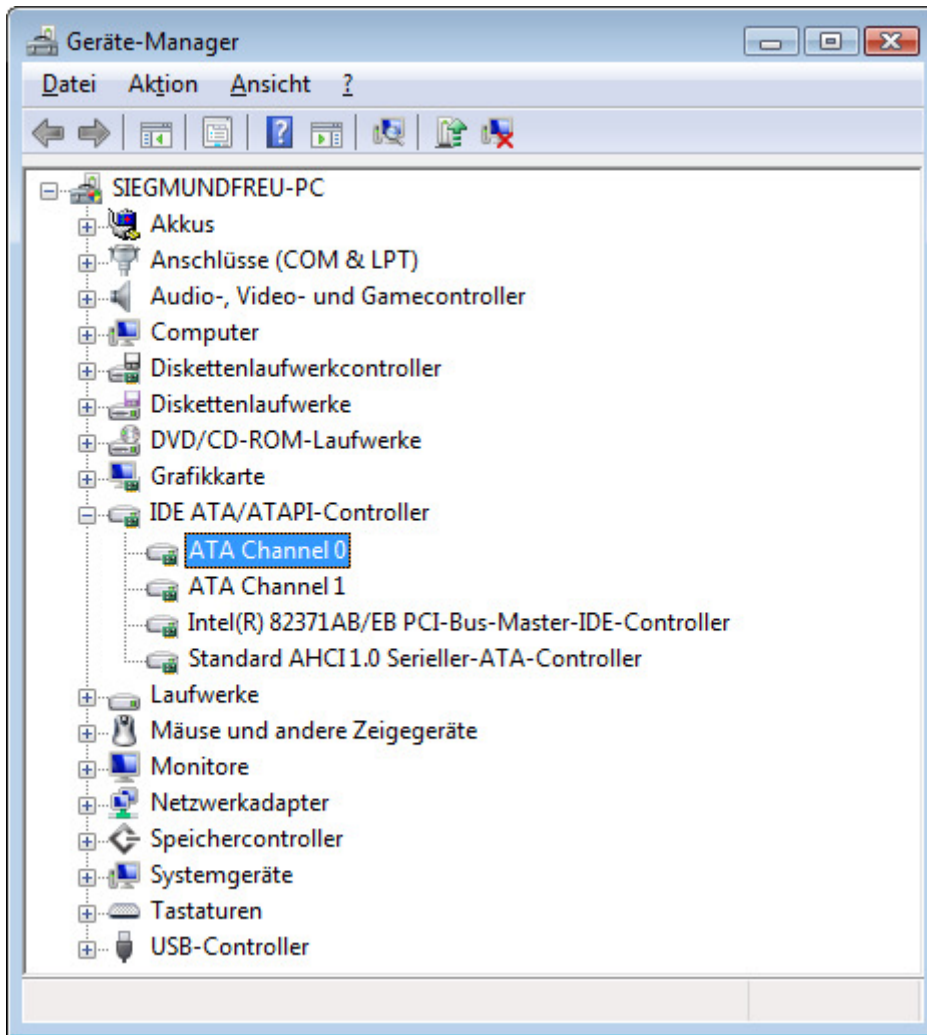 Geräte-Manager
Datei Aktion Ansicht ?
SIEGMUNDFREU-PC
Akkus
Anschlüsse (COM & LPT)
Audio-, Video- und Gamecontroller
Computer
Diskettenlaufwerkcontroller
Diskettenlaufwerke
DVD/CD-ROM-Laufwerke
Grafikkarte
IDE ATA/ATAPI-Controller
ATA Channel 0
ATA Channel 1
Intel(R) 82371AB/EB PCI-Bus-Master-IDE-Controller
Standard AHCI 1.0 Serieller-ATA-Controller
Laufwerke
Mäuse und andere Zeigegeräte
Monitore
Netzwerkadapter
Speichercontroller
Systemgeräte
Tastaturen
USB-Controller